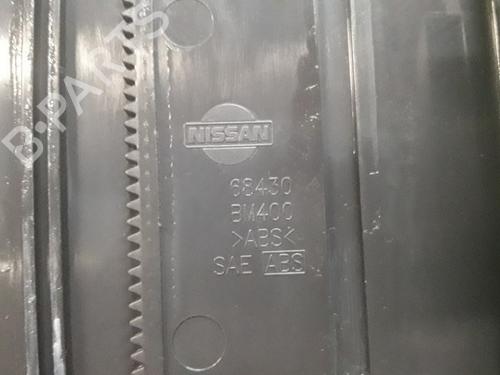 B-PARTS
NISSAN
68430
BM400
>ABS<
SAE ABS